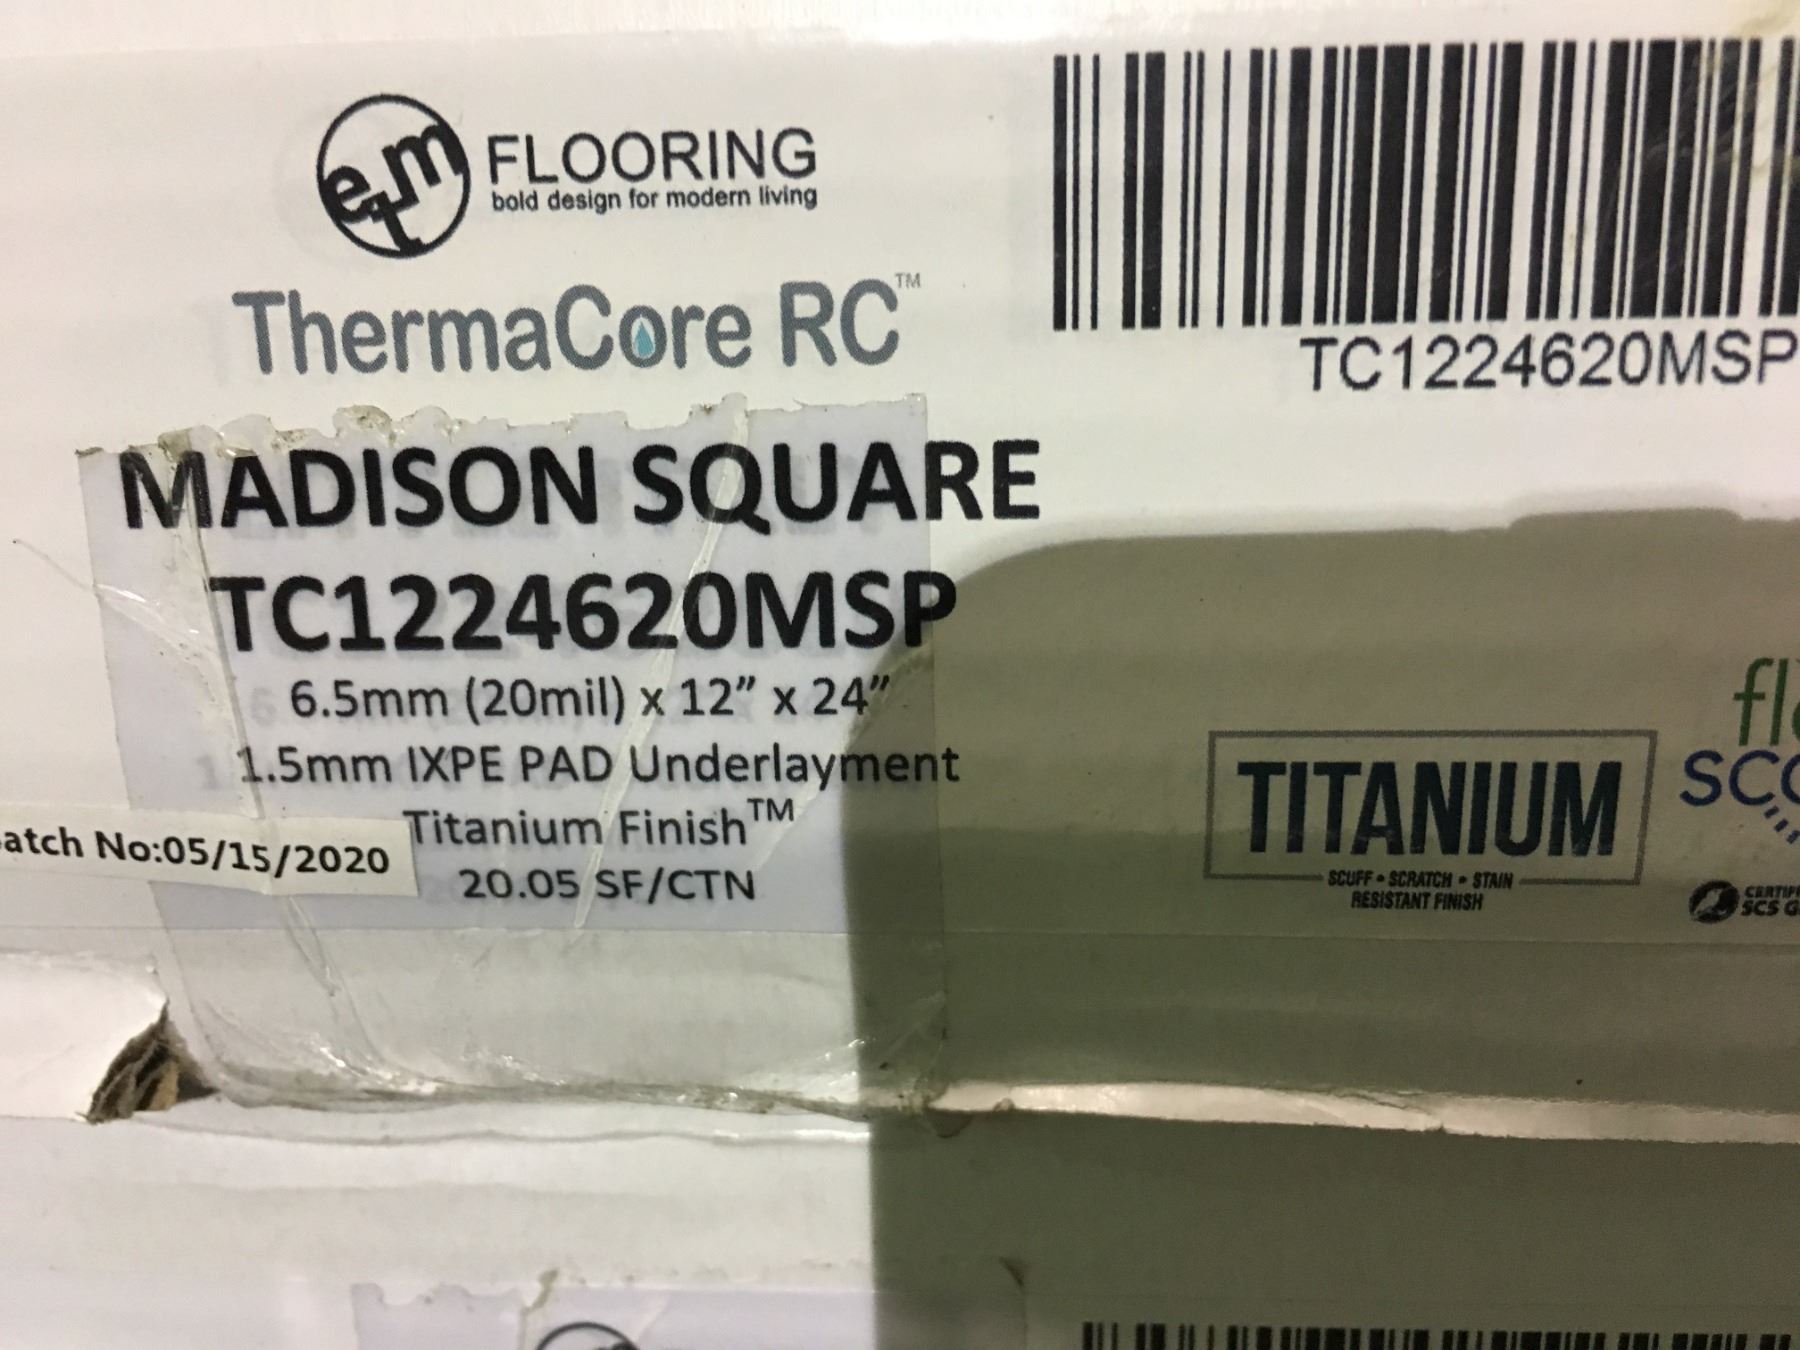 etm
FLOORING
bold design for modern living
ThermaCore RC™
TC1224620MSP
MADISON SQUARE
TC1224620MSP
6.5mm (20mil) x 12” x 24”
1.5mm IXPE PAD Underlayment
Titanium Finish™
20.05 SF/CTN
atch No:05/15/2020
TITANIUM
SCUFF • SCRATCH • STAIN
RESISTANT FINISH
SCS G